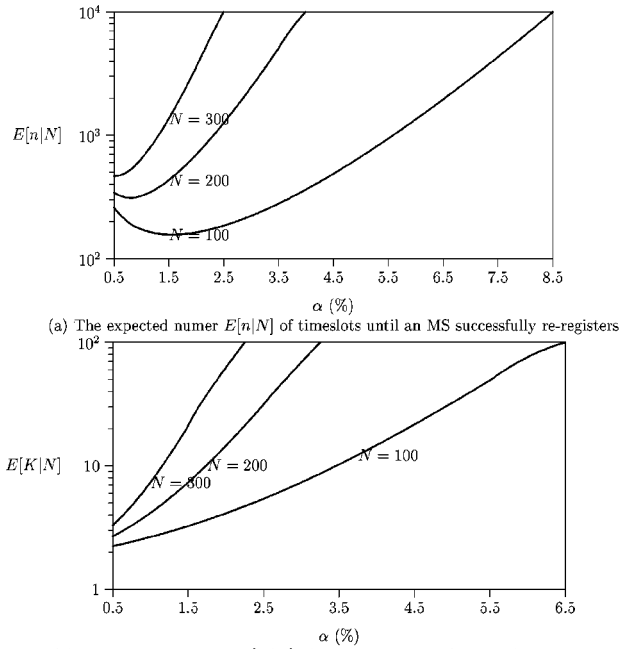 10^4
N = 300
E[n|N]
10^3
N = 200
N = 100
10^2
0.5 1.5 2.5 3.5 4.5 5.5 6.5 7.5 8.5
α (%)
(a) The expected numer E[n|N] of timeslots until an MS successfully re-registers
10^2
N = 100
E[K|N]
10
N = 200
N = 300
1
0.5 1.5 2.5 3.5 4.5 5.5 6.5
α (%)